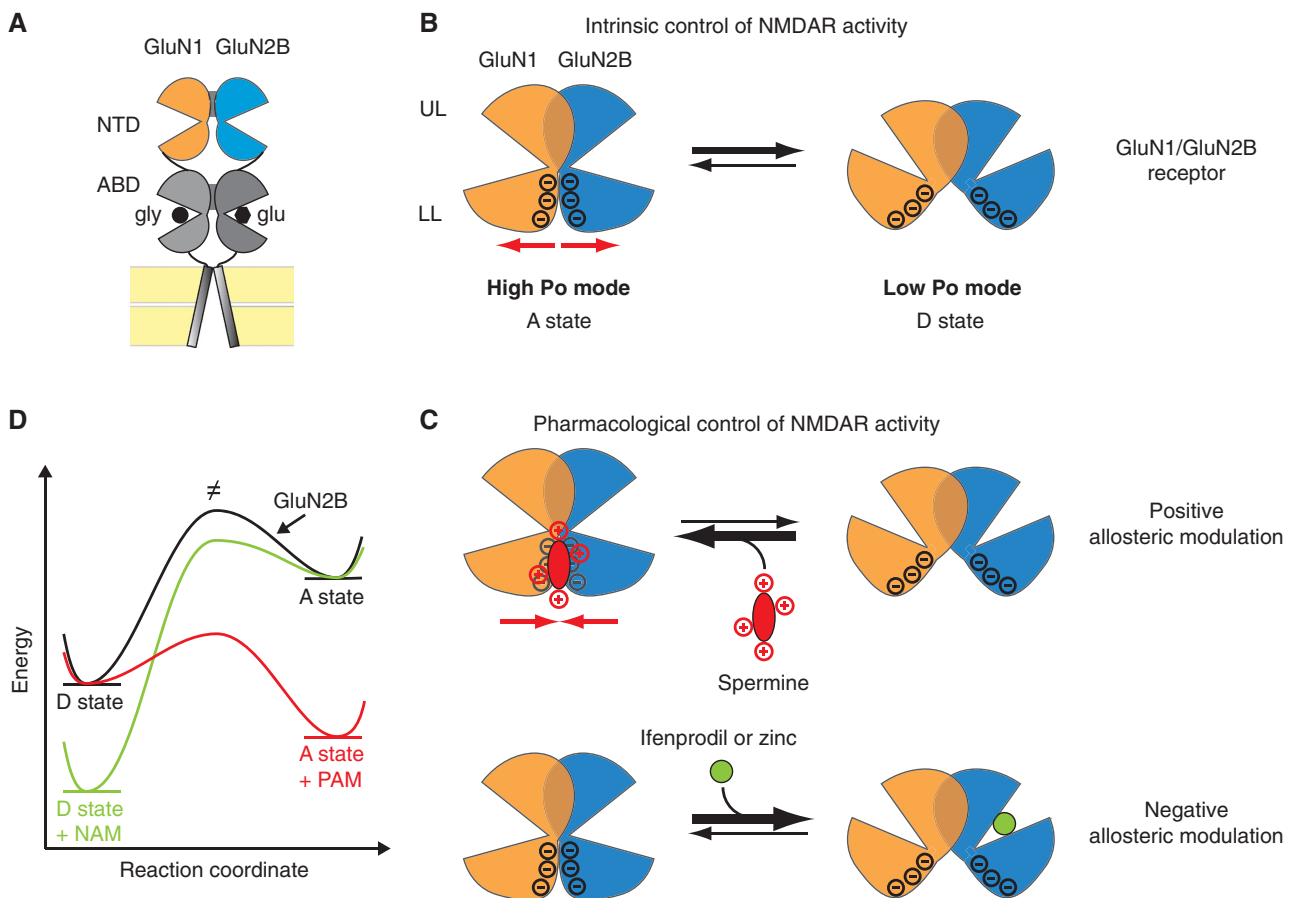 A
GluN1 GluN2B
NTD
ABD
gly
glu
B
Intrinsic control of NMDAR activity
GluN1 GluN2B
UL
LL
High Po mode
A state
Low Po mode
D state
GluN1/GluN2B
receptor
D
≠
GluN2B
A state
D state
A state
+ PAM
D state
+ NAM
Energy
Reaction coordinate
C
Pharmacological control of NMDAR activity
Spermine
Positive
allosteric modulation
Ifenprodil or zinc
Negative
allosteric modulation